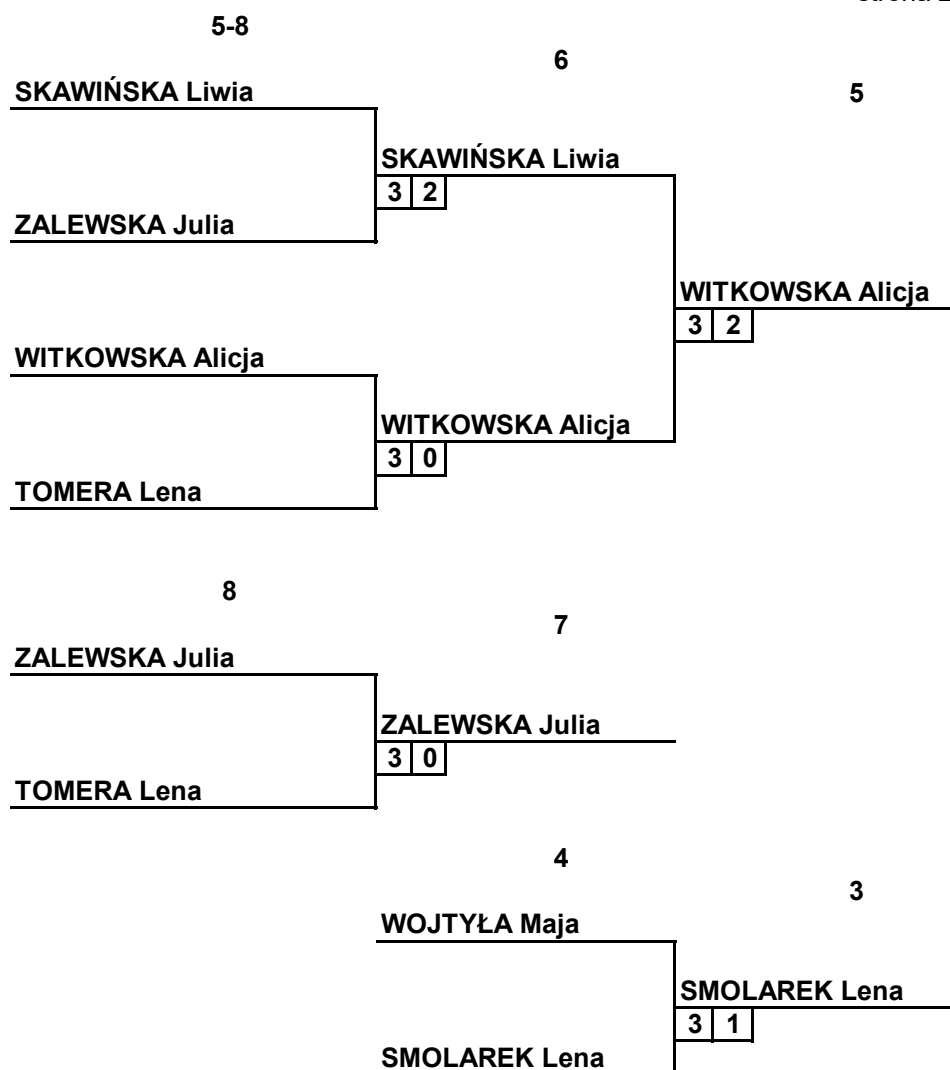 strona
5-8
6
SKAWIŃSKA Liwia
5
SKAWIŃSKA Liwia
3 2
ZALEWSKA Julia
WITKOWSKA Alicja
3 2
WITKOWSKA Alicja
WITKOWSKA Alicja
3 0
TOMERA Lena
8
7
ZALEWSKA Julia
ZALEWSKA Julia
3 0
TOMERA Lena
4
3
WOJTYŁA Maja
SMOLAREK Lena
3 1
SMOLAREK Lena